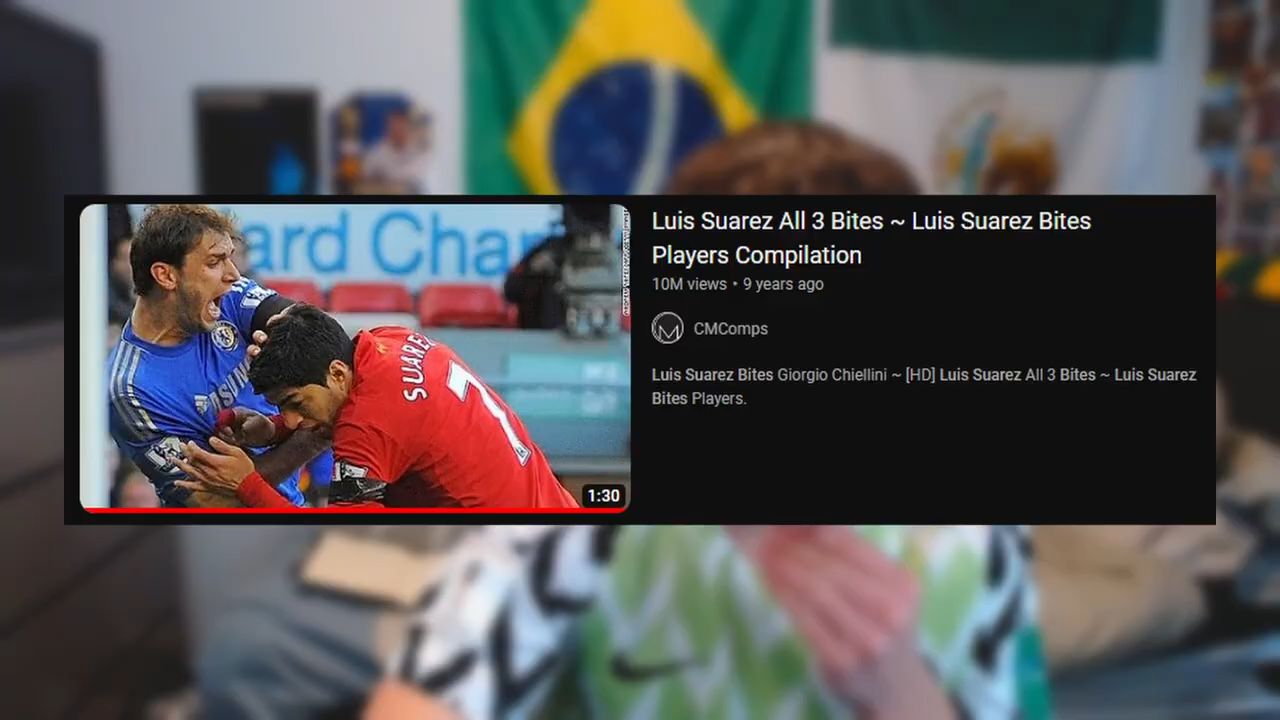 ard Char
SAMSUN
SUAREZ
7
1:30
Luis Suarez All 3 Bites ~ Luis Suarez Bites
Players Compilation
10M views • 9 years ago
CMComps
Luis Suarez Bites Giorgio Chiellini ~ [HD] Luis Suarez All 3 Bites ~ Luis Suarez
Bites Players.